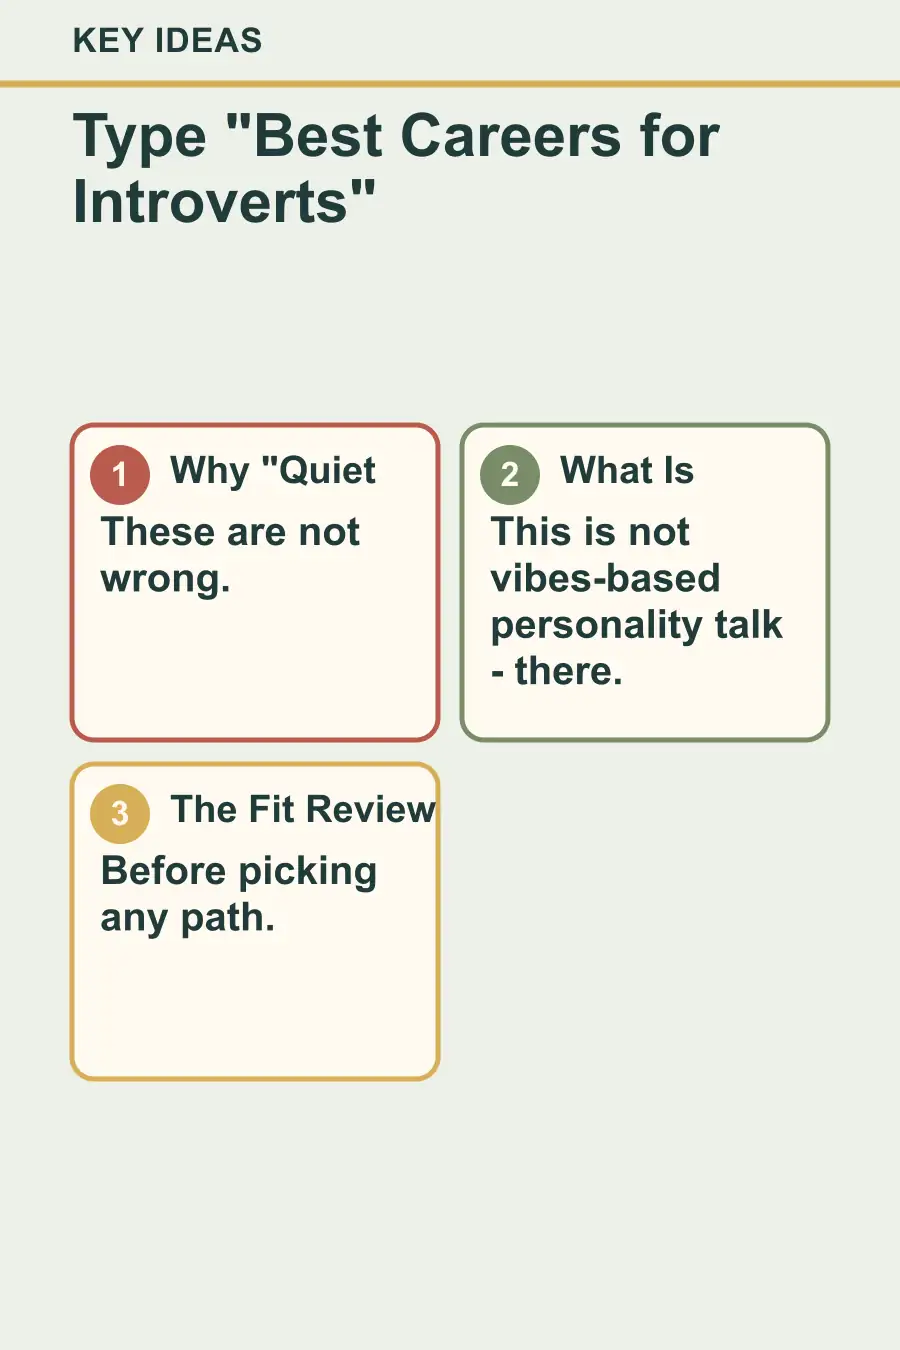 KEY IDEAS
Type "Best Careers for
Introverts"
1 Why "Quiet
These are not
wrong.
2 What Is
This is not
vibes-based
personality talk
- there.
3 The Fit Review
Before picking
any path.